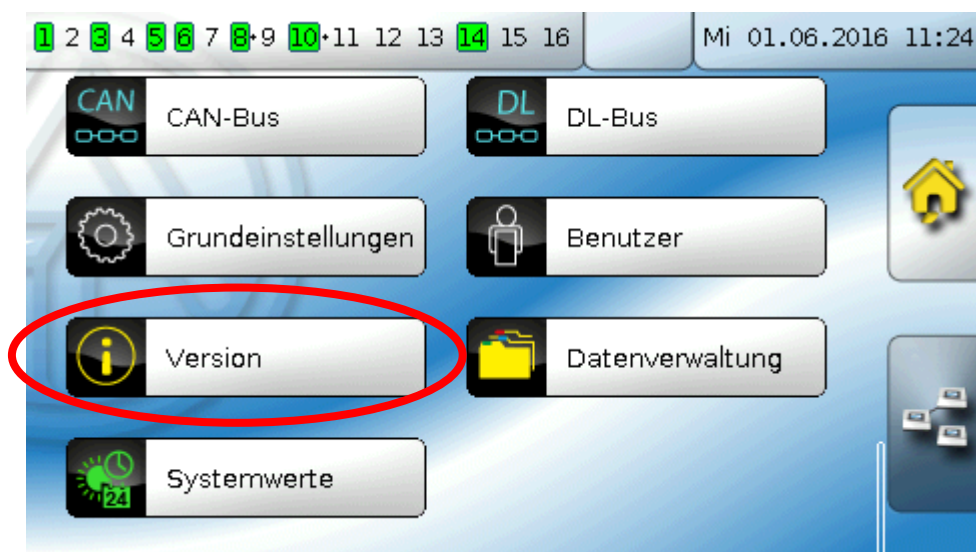 1 2 3 4 5 6 7 8+9 10+11 12 13 14 15 16 Mi 01.06.2016 11:24
CAN CAN-Bus DL DL-Bus
Grundeinstellungen Benutzer
Version Datenverwaltung
24 Systemwerte